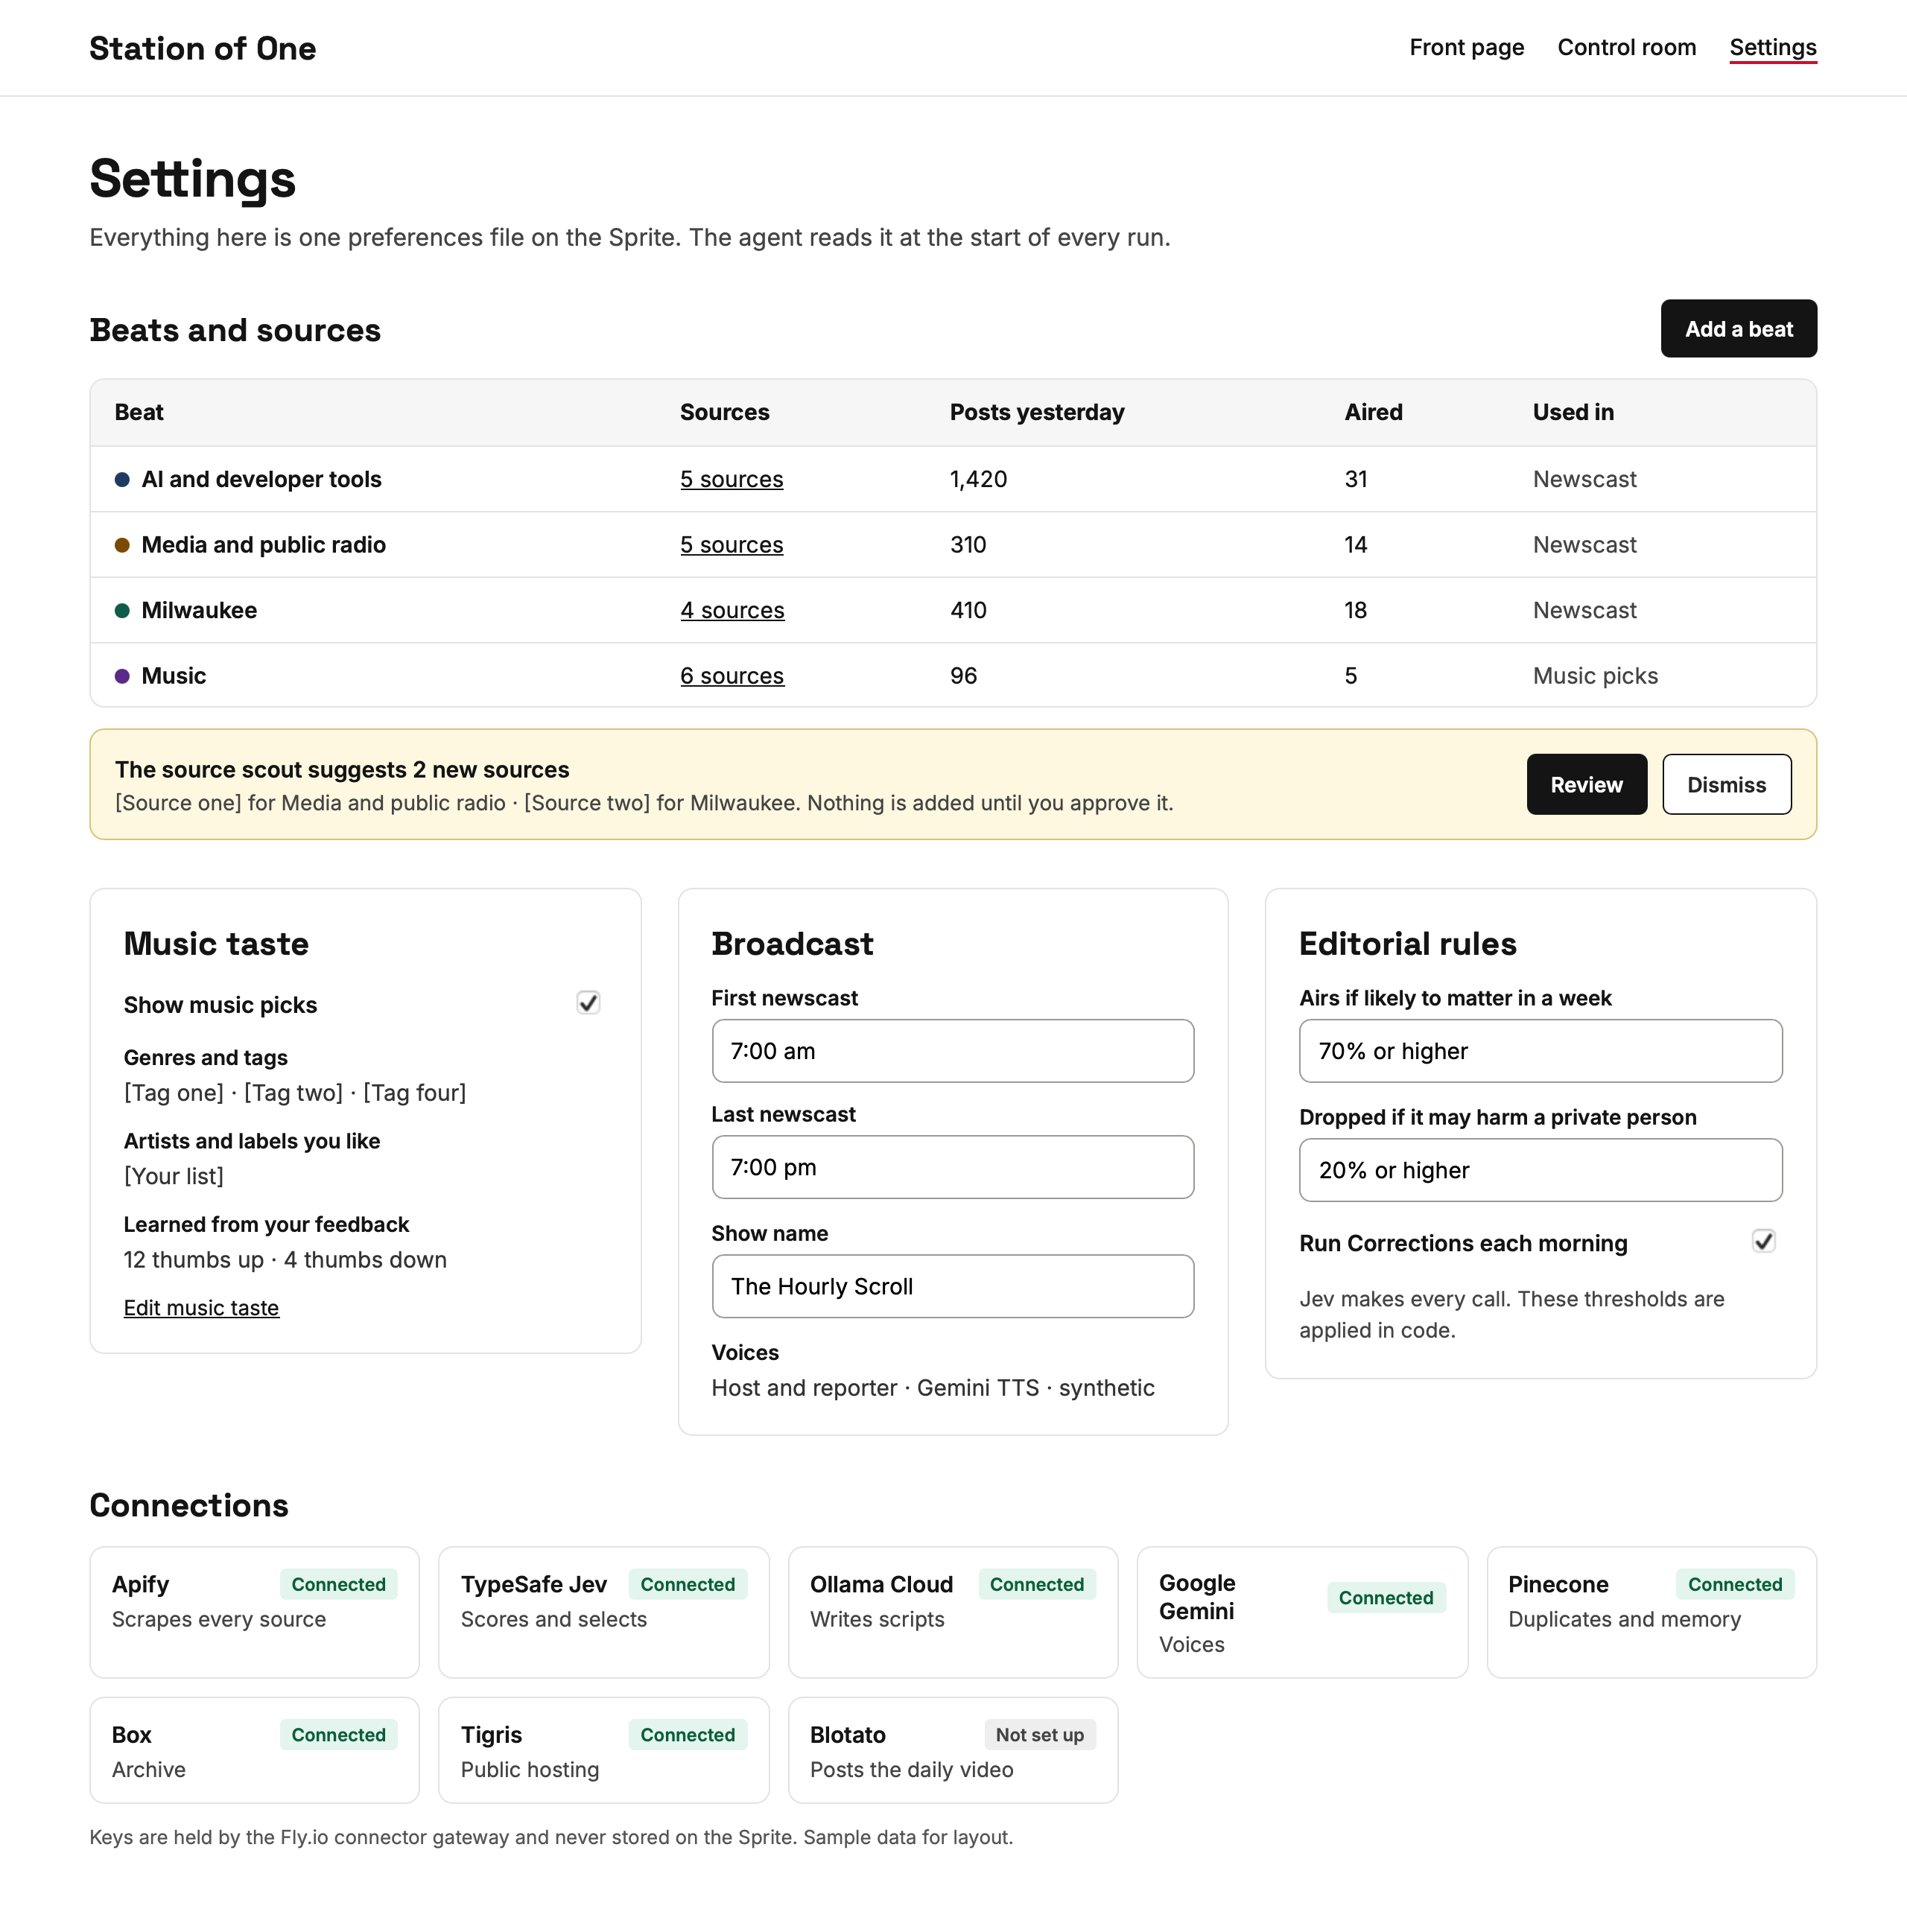 Station of One
Front page
Control room
Settings
Settings
Everything here is one preferences file on the Sprite. The agent reads it at the start of every run.
Beats and sources
Add a beat
Beat Sources Posts yesterday Aired Used in
AI and developer tools 5 sources 1,420 31 Newscast
Media and public radio 5 sources 310 14 Newscast
Milwaukee 4 sources 410 18 Newscast
Music 6 sources 96 5 Music picks
The source scout suggests 2 new sources
[Source one] for Media and public radio · [Source two] for Milwaukee. Nothing is added until you approve it.
Review
Dismiss
Music taste
Show music picks
Genres and tags
[Tag one] · [Tag two] · [Tag four]
Artists and labels you like
[Your list]
Learned from your feedback
12 thumbs up · 4 thumbs down
Edit music taste
Broadcast
First newscast
7:00 am
Last newscast
7:00 pm
Show name
The Hourly Scroll
Voices
Host and reporter · Gemini TTS · synthetic
Editorial rules
Airs if likely to matter in a week
70% or higher
Dropped if it may harm a private person
20% or higher
Run Corrections each morning
Jev makes every call. These thresholds are
applied in code.
Connections
Apify Connected
Scrapes every source
TypeSafe Jev Connected
Scores and selects
Ollama Cloud Connected
Writes scripts
Google
Gemini
Connected
Voices
Pinecone Connected
Duplicates and memory
Box Connected
Archive
Tigris Connected
Public hosting
Blotato Not set up
Posts the daily video
Keys are held by the Fly.io connector gateway and never stored on the Sprite. Sample data for layout.